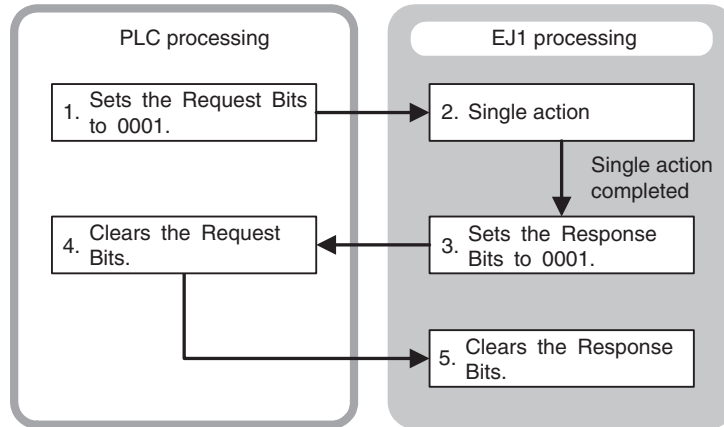 PLC processing
EJ1 processing
1. Sets the Request Bits
to 0001.
2. Single action
Single action
completed
3. Sets the Response
Bits to 0001.
4. Clears the Request
Bits.
5. Clears the Response
Bits.